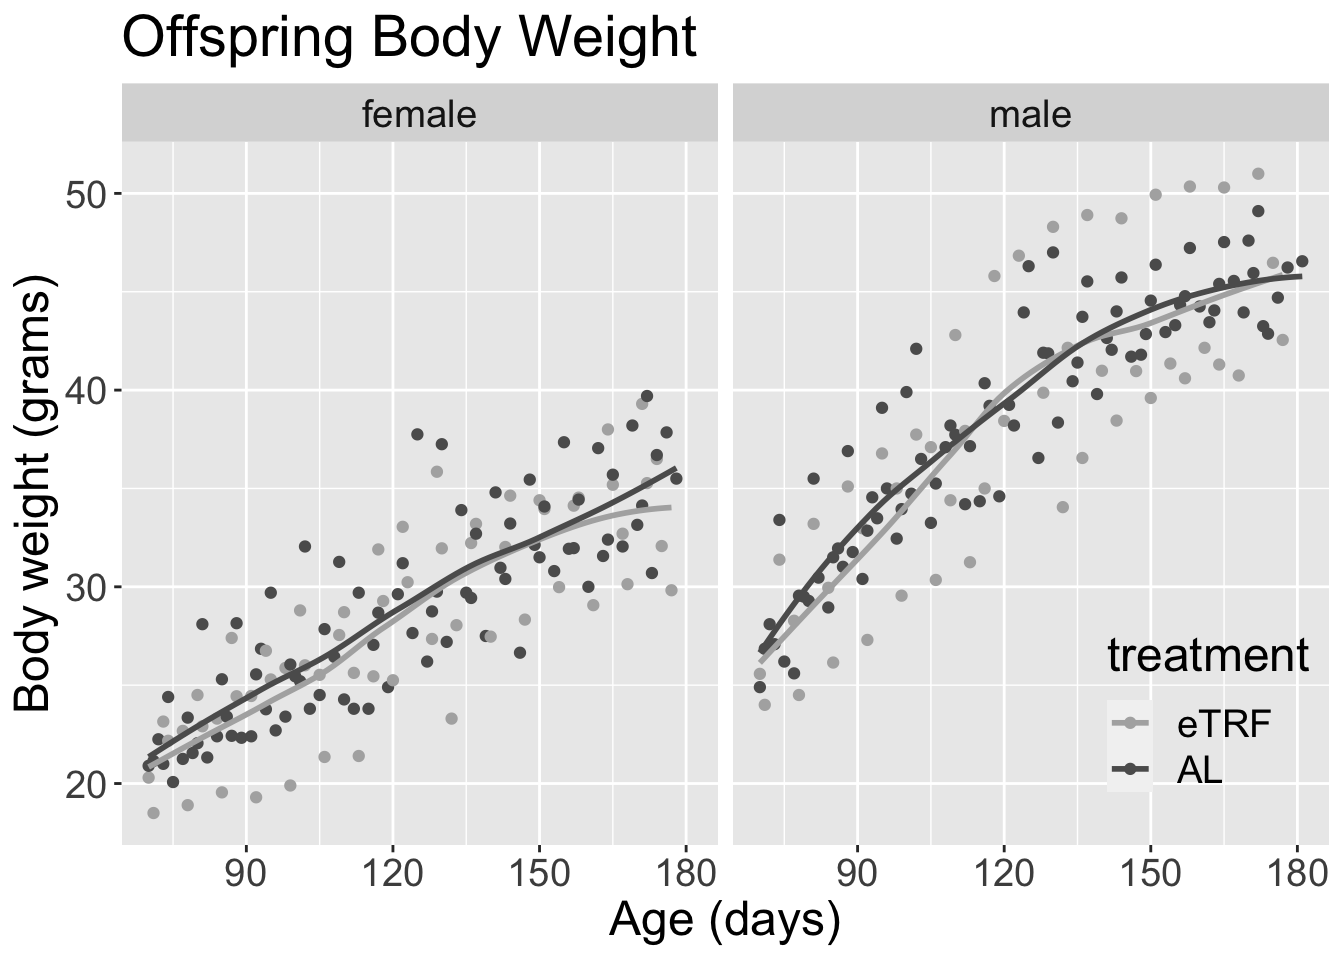 Offspring Body Weight
female
male
50
40
30
20
90
120
150
180
90
120
150
180
Age (days)
Body weight (grams)
treatment
eTRF
AL